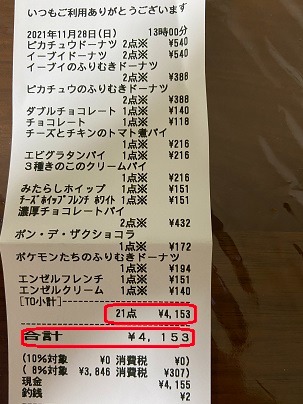 いつもご利用ありがとうございます
2021年11月28日(日) 13時00分
ピカチュウドーナツ 2点※ ¥540
イーブイドーナツ 2点※ ¥540
イーブイのふりむきドーナツ
2点※ ¥388
ピカチュウのふりむきドーナツ
2点※ ¥388
ダブルチョコレート 1点※ ¥140
チョコレート 1点※ ¥118
チーズとチキンのトマト煮パイ
1点※ ¥216
エビグラタンパイ 1点※ ¥216
3種きのこのクリームパイ
1点※ ¥216
みたらしホイップ 1点※ ¥151
チーズホイップフレンチ ホワイト 1点※ ¥151
濃厚チョコレートパイ
2点※ ¥432
ポン・デ・ザクショコラ
1点※ ¥172
ポケモンたちのふりむきドーナツ
1点※ ¥194
エンゼルフレンチ 1点※ ¥151
エンゼルクリーム 1点※ ¥140
[TO小計]
21点 ¥4,153
合計 ¥4,153
(10%対象 ¥0 消費税 ¥0)
( 8%対象 ¥3,846 消費税 ¥307)
現金 ¥4,155
釣銭 ¥2